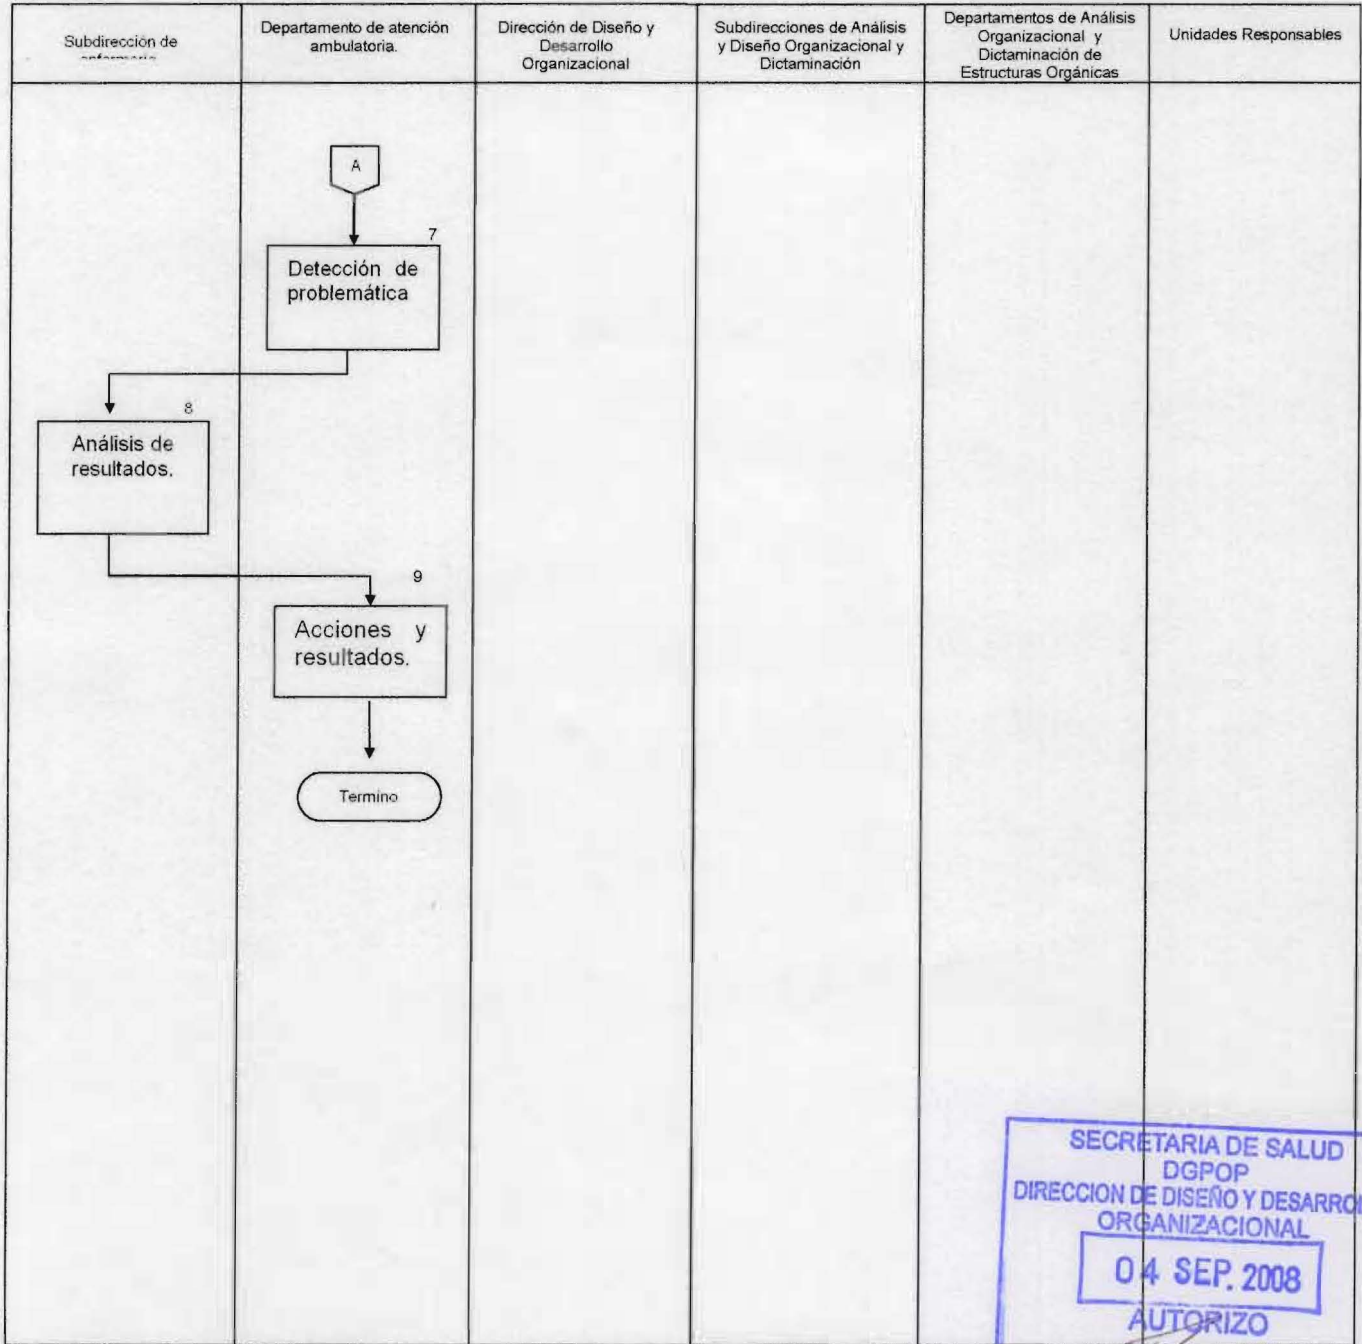 Subdirección de
Departamento de atención
ambulatoria.
Dirección de Diseño y
Desarrollo
Organizacional
Subdirecciones de Análisis
y Diseño Organizacional y
Dictaminación
Departamentos de Análisis
Organizacional y
Dictaminación de
Estructuras Orgánicas
Unidades Responsables
A
7
Detección de
problemática
8
Análisis de
resultados.
9
Acciones y
resultados.
Termino
SECRETARIA DE SALUD
DGPOP
DIRECCION DE DISEÑO Y DESARROL
ORGANIZACIONAL
04 SEP. 2008
AUTORIZO